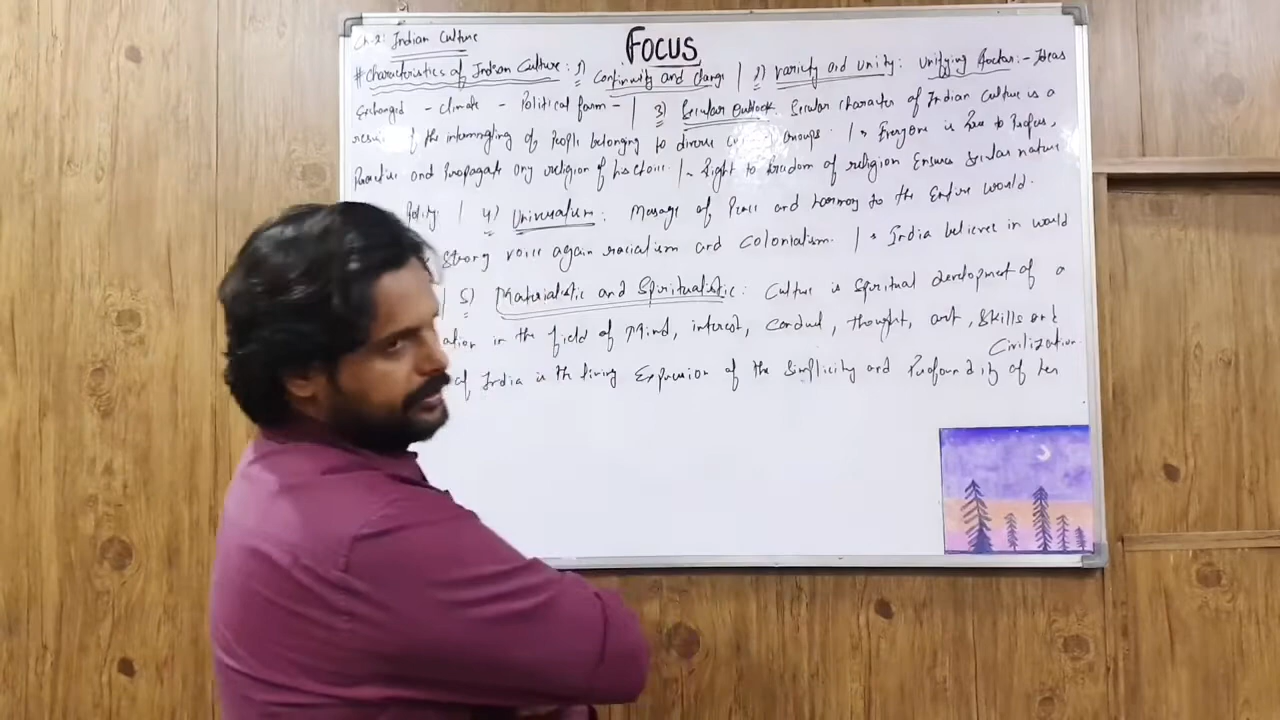 Ch-2: Indian Culture
Focus
# Characteristics of Indian Culture : 1) Continuity and change | 2) variety and unity : Unifying factor :- Ideas
Exchanged - climate - Political form - | 3) Secular Outlook : Secular character of Indian Culture is a
result of the intermingling of People belonging to diverse groups. | * Everyone is free to Profess,
Practice and Propagate any religion of his choice. | * Right to freedom of religion Ensures secular nature
Polity. | 4) Universalism : Message of Peace and harmony to the Entire world.
Strong voice again racialism and Colonialism. | * India believes in world
| 5) Materialistic and Spiritualistic : Culture is Spiritual development of a
ation in the field of Mind, interest, Conduct, thought, art, Skills and
Civilization.
of India is the living Expression of the Simplicity and Profoundity of her